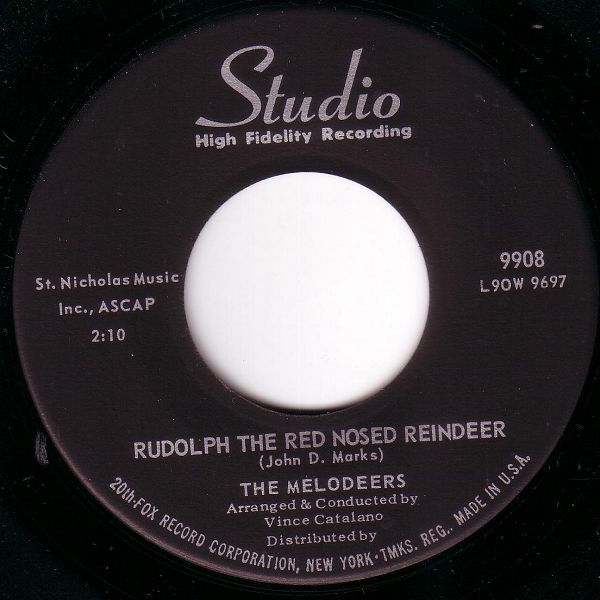 Studio
High Fidelity Recording
St. Nicholas Music
Inc., ASCAP
2:10
9908
L9OW 9697
RUDOLPH THE RED NOSED REINDEER
(John D. Marks)
THE MELODEERS
Arranged & Conducted by
Vince Catalano
Distributed by
20th-FOX RECORD CORPORATION, NEW YORK • TMKS. REG.. MADE IN U.S.A.